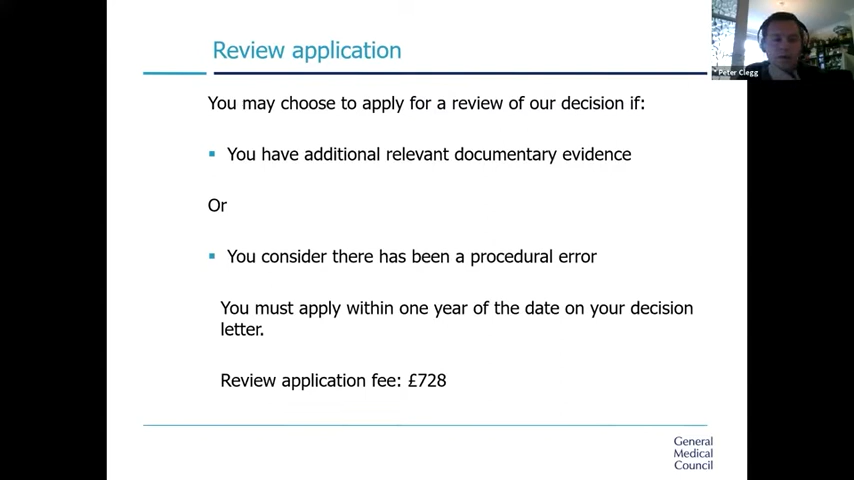 Review application
Peter Clegg
You may choose to apply for a review of our decision if:
▪ You have additional relevant documentary evidence
Or
▪ You consider there has been a procedural error
You must apply within one year of the date on your decision
letter.
Review application fee: £728
General
Medical
Council